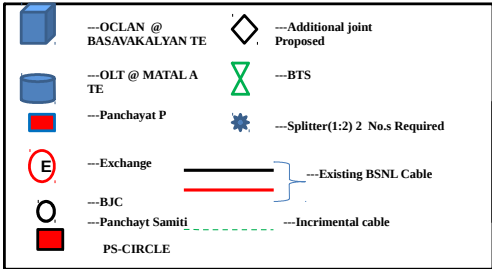 ---OCLAN @
BASAVAKALYAN TE
---Additional joint
Proposed
---OLT @ MATAL A
TE
---BTS
---Panchayat P
---Splitter(1:2) 2 No.s Required
E
---Exchange
---Existing BSNL Cable
---BJC
---Panchayt Samiti
---Incrimental cable
PS-CIRCLE